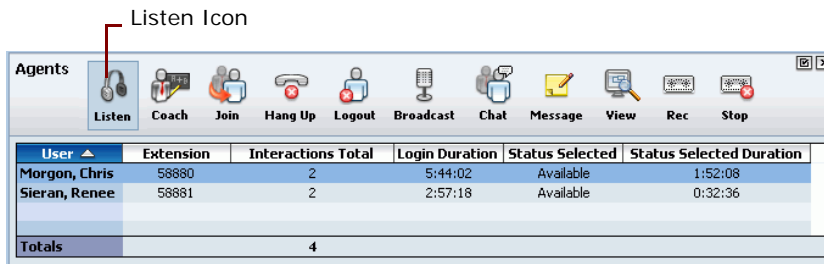 Listen Icon
Agents
Listen Coach Join Hang Up Logout Broadcast Chat Message View Rec Stop
User Extension Interactions Total Login Duration Status Selected Status Selected Duration
Morgon, Chris 58880 2 5:44:02 Available 1:52:08
Sieran, Renee 58881 2 2:57:18 Available 0:32:36
Totals 4